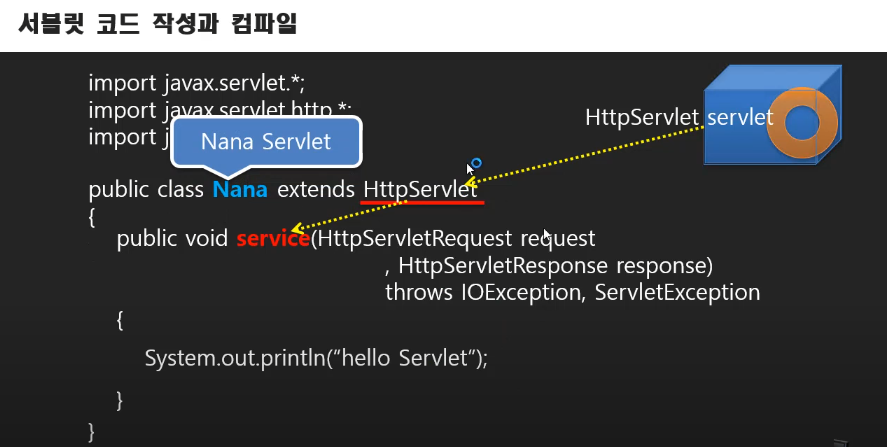 서블릿 코드 작성과 컴파일
import javax.servlet.*;
import javax.servlet.http.*;
import j
Nana Servlet
HttpServlet servlet
public class Nana extends HttpServlet
{
public void service(HttpServletRequest request
, HttpServletResponse response)
throws IOException, ServletException
{
System.out.println("hello Servlet");
}
}